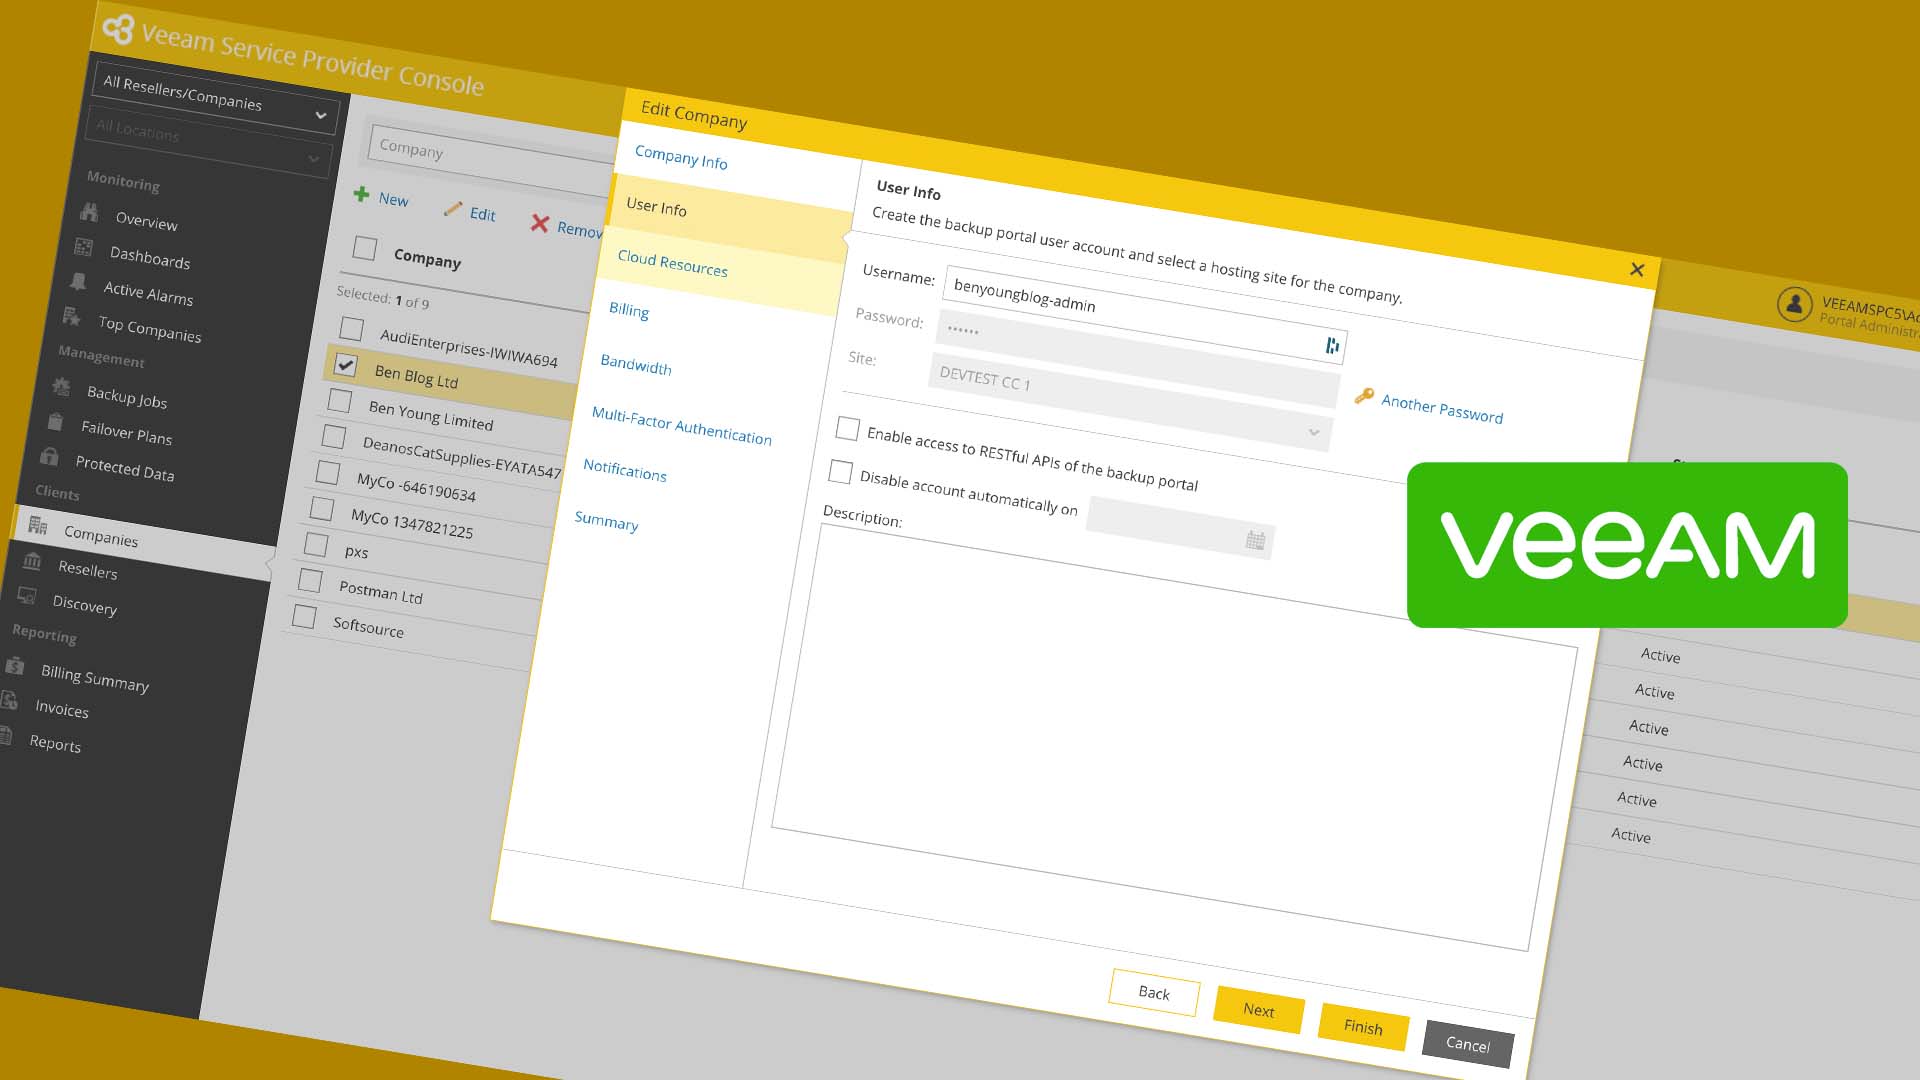 Veeam Service Provider Console
All Resellers/Companies
All Locations
Monitoring
Overview
Dashboards
Active Alarms
Top Companies
Management
Backup Jobs
Failover Plans
Protected Data
Clients
Companies
Resellers
Discovery
Reporting
Billing Summary
Invoices
Reports
Company
New
Edit
Remov
Company
Selected: 1 of 9
AudiEnterprises-IWIWA694
Ben Blog Ltd
Ben Young Limited
DeanosCatSupplies-EYATA547
MyCo -646190634
MyCo 1347821225
pxs
Postman Ltd
Softsource
Edit Company
Company Info
User Info
Cloud Resources
Billing
Bandwidth
Multi-Factor Authentication
Notifications
Summary
User Info
Create the backup portal user account and select a hosting site for the company.
Username: benyoungblog-admin
Password: ••••••
Another Password
Site: DEVTEST CC 1
Enable access to RESTful APIs of the backup portal
Disable account automatically on
Description:
Back
Next
Finish
Cancel
VEEAMSPC5\Ad
Portal Administra
veeAM
Active
Active
Active
Active
Active
Active